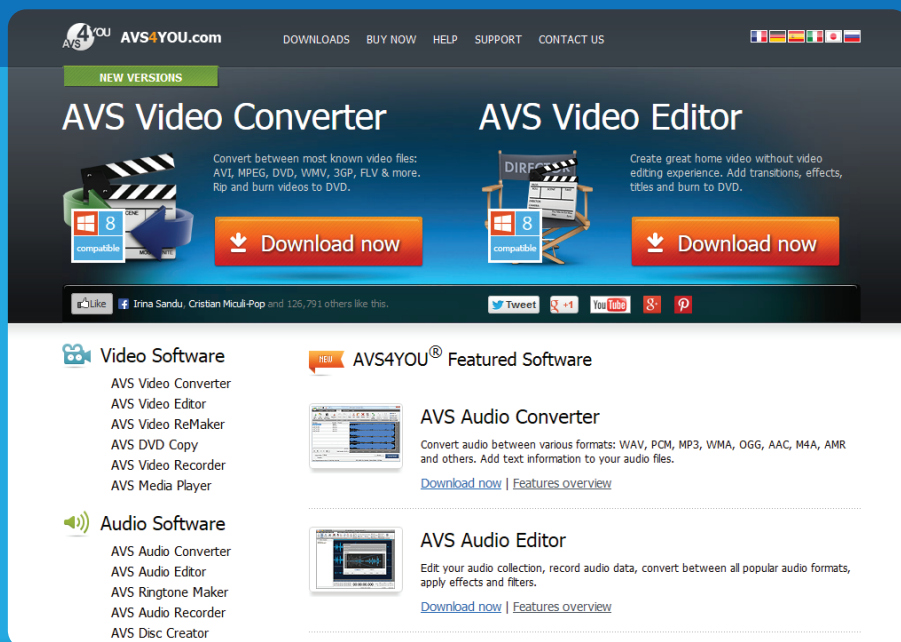 AVS4YOU
AVS4YOU.com
DOWNLOADS BUY NOW HELP SUPPORT CONTACT US
NEW VERSIONS
AVS Video Converter
Convert between most known video files:
AVI, MPEG, DVD, WMV, 3GP, FLV & more.
Rip and burn videos to DVD.
8
compatible
Download now
AVS Video Editor
DIRECTOR
Create great home video without video
editing experience. Add transitions, effects,
titles and burn to DVD.
8
compatible
Download now
Like
Irina Sandu, Cristian Miculi-Pop and 126,791 others like this.
Tweet
g +1
You Tube
g+
Video Software
AVS Video Converter
AVS Video Editor
AVS Video ReMaker
AVS DVD Copy
AVS Video Recorder
AVS Media Player
Audio Software
AVS Audio Converter
AVS Audio Editor
AVS Ringtone Maker
AVS Audio Recorder
AVS Disc Creator
NEW
AVS4YOU® Featured Software
AVS Audio Converter
Convert audio between various formats: WAV, PCM, MP3, WMA, OGG, AAC, M4A, AMR
and others. Add text information to your audio files.
Download now | Features overview
AVS Audio Editor
Edit your audio collection, record audio data, convert between all popular audio formats,
apply effects and filters.
Download now | Features overview